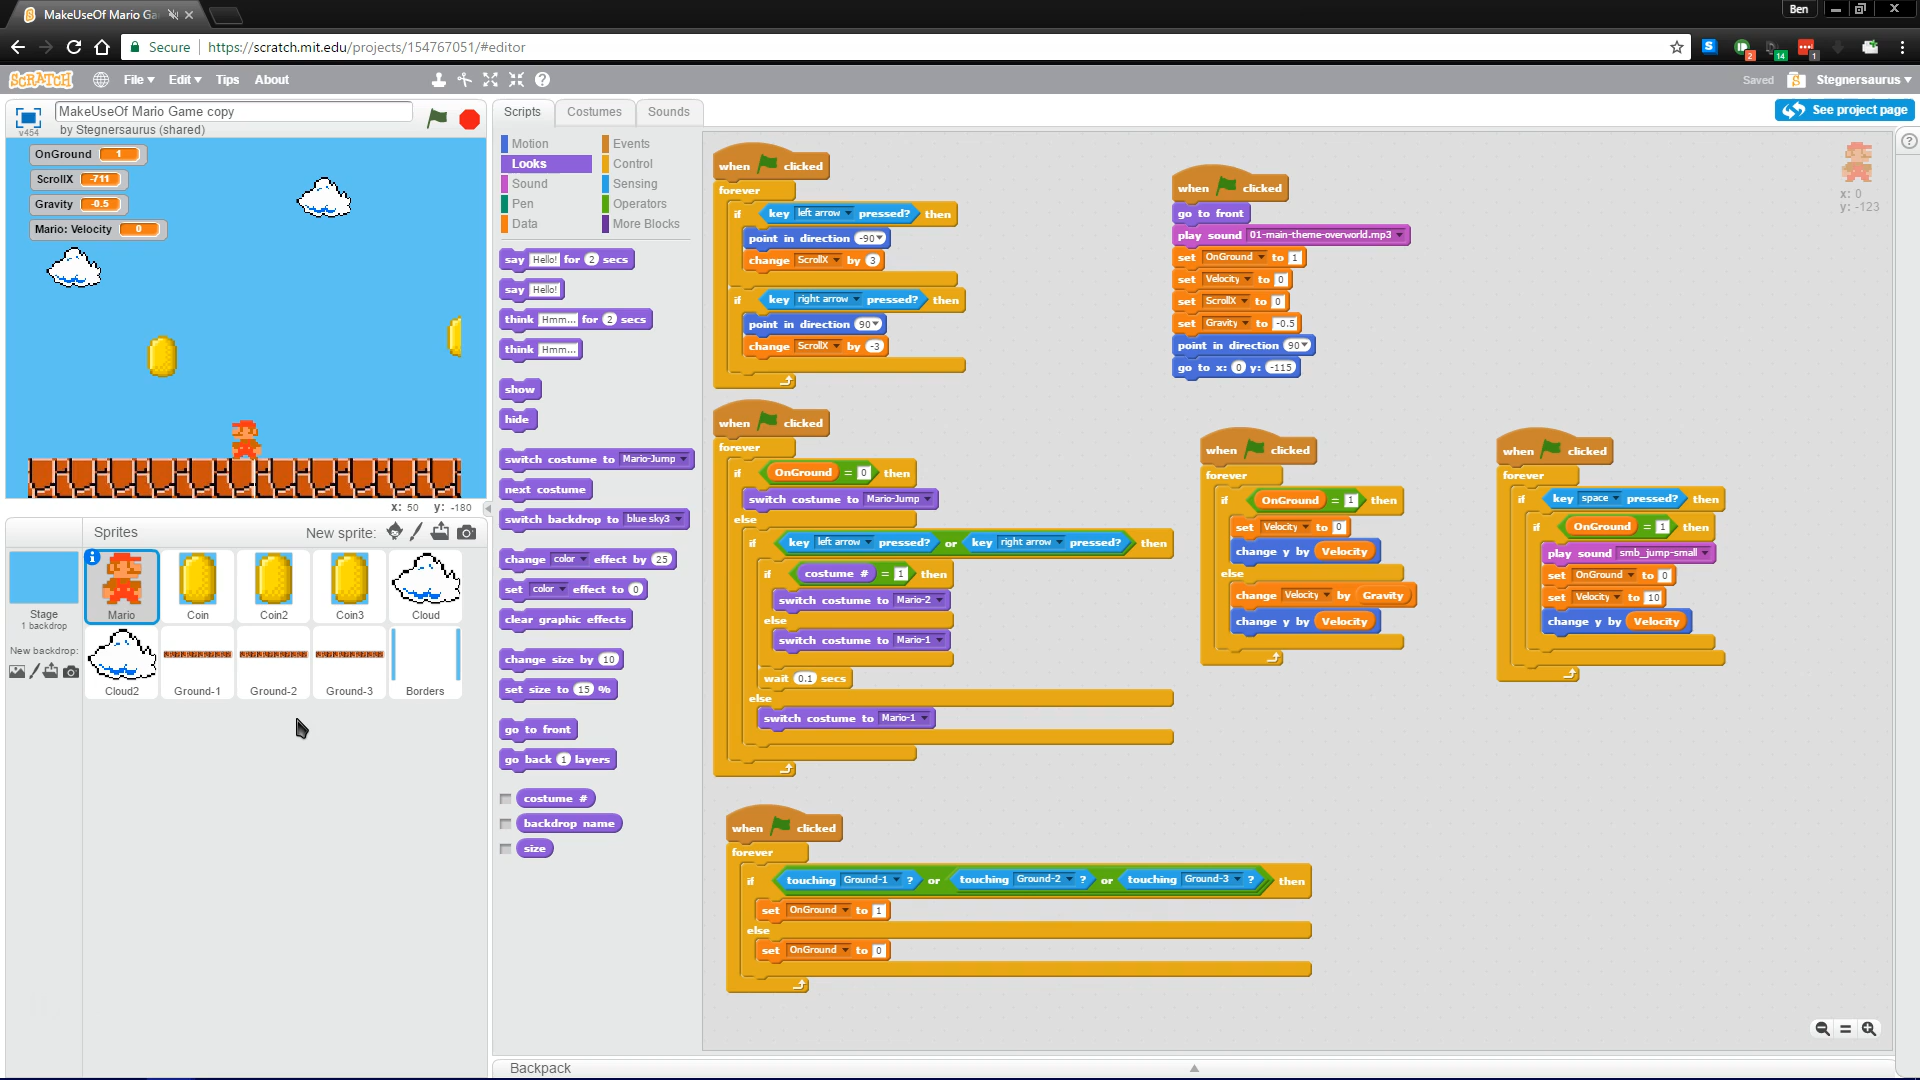 MakeUseOf Mario Ga
Ben
Secure https://scratch.mit.edu/projects/154767051/#editor
S 2 14 1
SCRATCH File Edit Tips About
Saved Stegnersaurus
v454
MakeUseOf Mario Game copy
by Stegnersaurus (shared)
Scripts Costumes Sounds
See project page
OnGround 1
ScrollX -711
Gravity -0.5
Mario: Velocity 0
x: 50 y: -180
Sprites New sprite:
Stage
1 backdrop
New backdrop:
Mario
Coin
Coin2
Coin3
Cloud
Cloud2
Ground-1
Ground-2
Ground-3
Borders
Motion
Looks
Sound
Pen
Data
Events
Control
Sensing
Operators
More Blocks
say Hello! for 2 secs
say Hello!
think Hmm... for 2 secs
think Hmm...
show
hide
switch costume to Mario-Jump
next costume
switch backdrop to blue sky3
change color effect by 25
set color effect to 0
clear graphic effects
change size by 10
set size to 15 %
go to front
go back 1 layers
costume #
backdrop name
size
when clicked
forever
if key left arrow pressed? then
point in direction -90
change ScrollX by 3
if key right arrow pressed? then
point in direction 90
change ScrollX by -3
when clicked
forever
if OnGround = 0 then
switch costume to Mario-Jump
else
if key left arrow pressed? or key right arrow pressed? then
if costume # = 1 then
switch costume to Mario-2
else
switch costume to Mario-1
wait 0.1 secs
else
switch costume to Mario-1
when clicked
forever
if touching Ground-1 ? or touching Ground-2 ? or touching Ground-3 ? then
set OnGround to 1
else
set OnGround to 0
when clicked
go to front
play sound 01-main-theme-overworld.mp3
set OnGround to 1
set Velocity to 0
set ScrollX to 0
set Gravity to -0.5
point in direction 90
go to x: 0 y: -115
when clicked
forever
if OnGround = 1 then
set Velocity to 0
change y by Velocity
else
change Velocity by Gravity
change y by Velocity
when clicked
forever
if key space pressed? then
if OnGround = 1 then
play sound smb_jump-small
set OnGround to 0
set Velocity to 10
change y by Velocity
x: 0
y: -123
Backpack